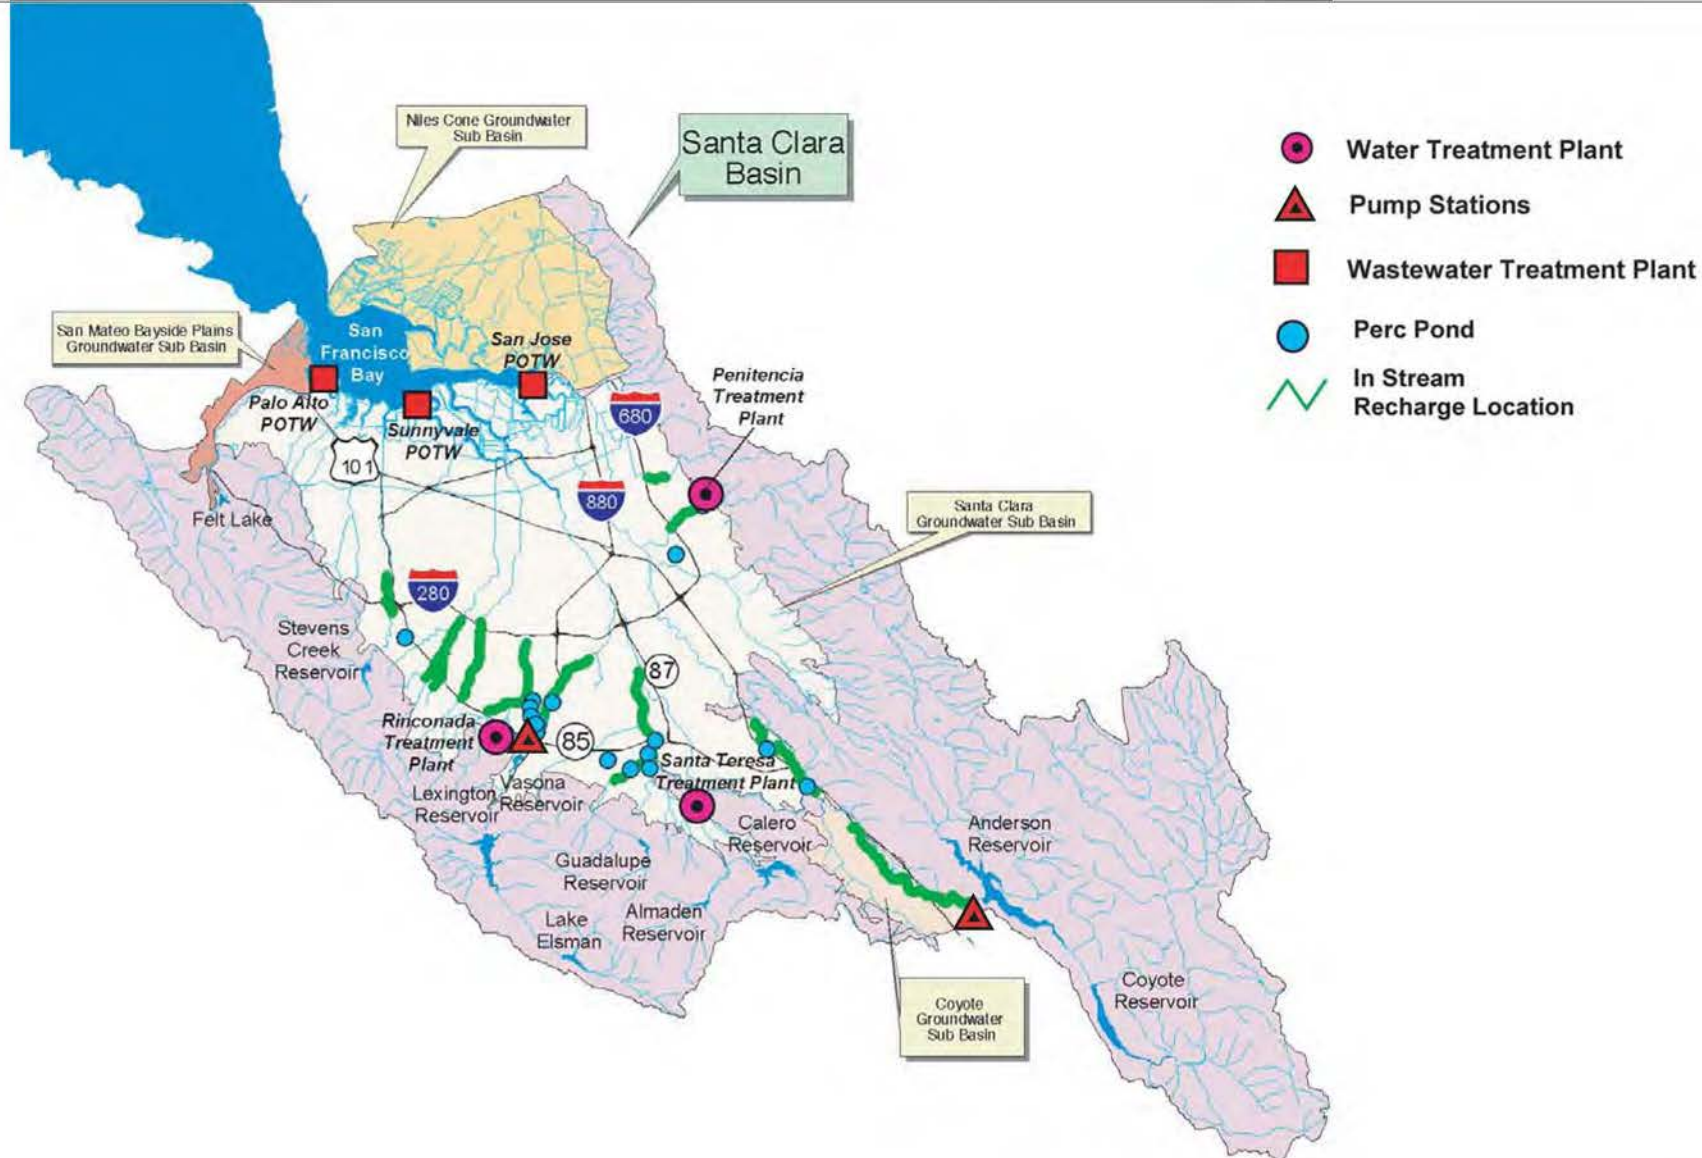 Niles Cone Groundwater
Sub Basin
Santa Clara
Basin
San Mateo Bayside Plains
Groundwater Sub Basin
San
Francisco
Bay
San Jose
POTW
Palo Alto
POTW
Sunnyvale
POTW
101
680
880
Penitencia
Treatment
Plant
Felt Lake
Santa Clara
Groundwater Sub Basin
280
Stevens
Creek
Reservoir
87
Rinconada
Treatment
Plant
85
Santa Teresa
Treatment Plant
Vasona
Reservoir
Lexington
Reservoir
Calero
Reservoir
Anderson
Reservoir
Guadalupe
Reservoir
Lake
Elsman
Almaden
Reservoir
Coyote
Reservoir
Coyote
Groundwater
Sub Basin
Water Treatment Plant
Pump Stations
Wastewater Treatment Plant
Perc Pond
In Stream
Recharge Location